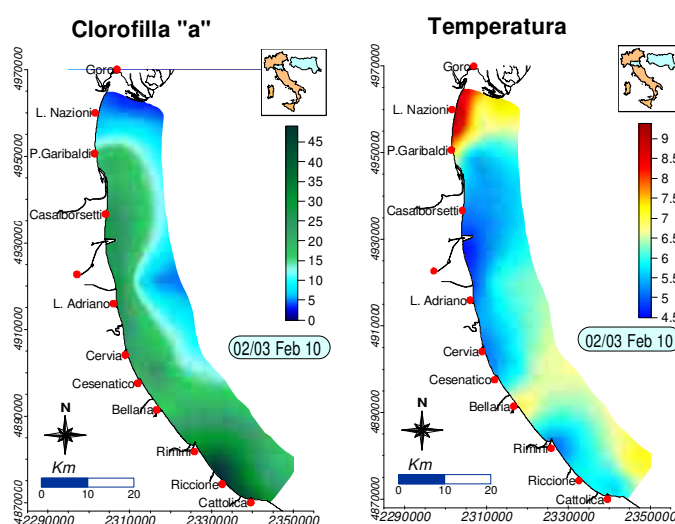 Clorofilla "a"
4970000
4950000
4930000
4910000
4890000
4870000
Goro
L. Nazioni
P.Garibaldi
Casalborsetti
L. Adriano
Cervia
Cesenatico
Bellaria
Rimini
Riccione
Cattolica
45
40
35
30
25
20
15
10
5
0
02/03 Feb 10
N
Km
0 10 20
2290000 2310000 2330000 2350000
Temperatura
4970000
4950000
4930000
4910000
4890000
4870000
Goro
L. Nazioni
P.Garibaldi
Casalborsetti
L. Adriano
Cervia
Cesenatico
Bellaria
Rimini
Riccione
Cattolica
9
8.5
8
7.5
7
6.5
6
5.5
5
4.5
02/03 Feb 10
N
Km
0 10 20
2290000 2310000 2330000 2350000